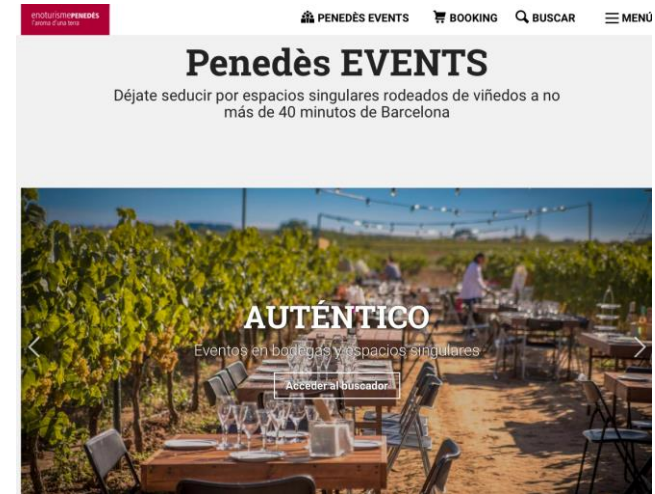 enoturismePENEDÈS
l'aroma d'una terra
PENEDÈS EVENTS
BOOKING
BUSCAR
MENÚ
Penedès EVENTS
Déjate seducir por espacios singulares rodeados de viñedos a no
más de 40 minutos de Barcelona
AUTÉNTICO
Eventos en bodegas y espacios singulares
Acceder al buscador